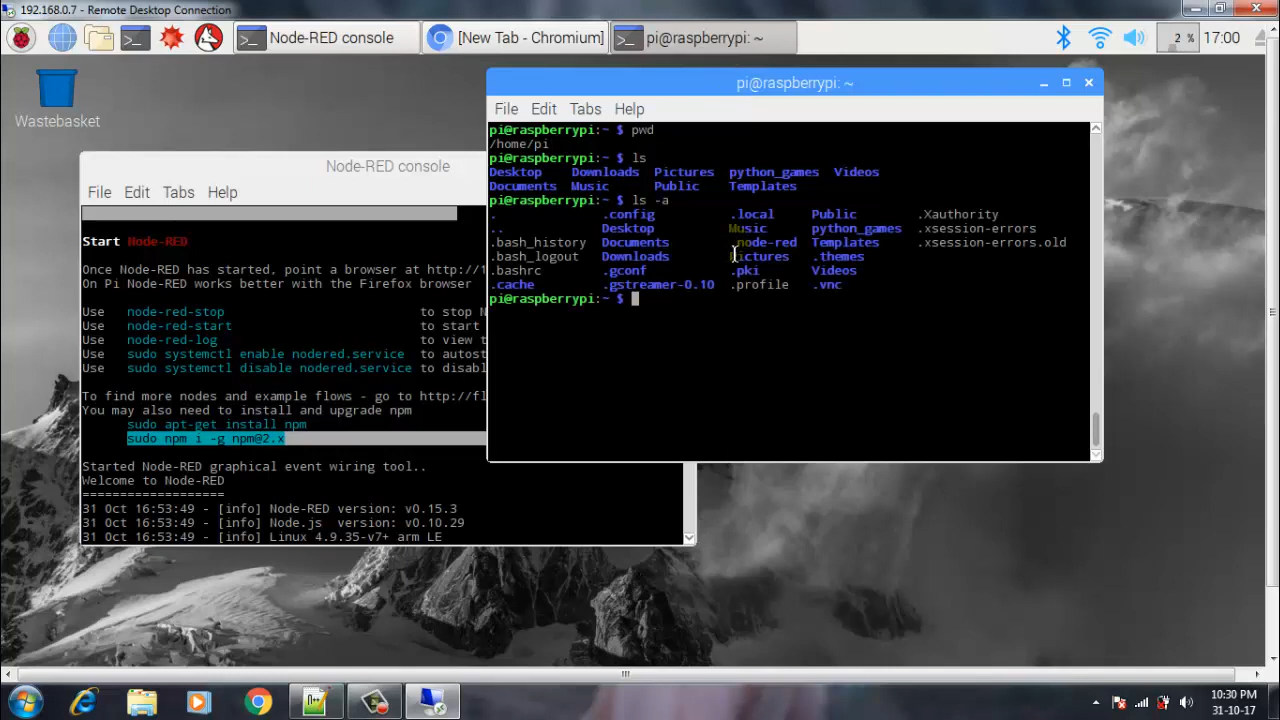 192.168.0.7 - Remote Desktop Connection
Node-RED console
[New Tab - Chromium]
pi@raspberrypi: ~
2 %
17:00
Wastebasket
Node-RED console
File Edit Tabs Help
Start Node-RED
Once Node-RED has started, point a browser at http://1
On Pi Node-RED works better with the Firefox browser
Use node-red-stop to stop N
Use node-red-start to start
Use node-red-log to view t
Use sudo systemctl enable nodered.service to autost
Use sudo systemctl disable nodered.service to disabl
To find more nodes and example flows - go to http://fl
You may also need to install and upgrade npm
sudo apt-get install npm
sudo npm i -g npm@2.x
Started Node-RED graphical event wiring tool..
Welcome to Node-RED
===================
31 Oct 16:53:49 - [info] Node-RED version: v0.15.3
31 Oct 16:53:49 - [info] Node.js version: v0.10.29
31 Oct 16:53:49 - [info] Linux 4.9.35-v7+ arm LE
pi@raspberrypi: ~
File Edit Tabs Help
pi@raspberrypi:~ $ pwd
/home/pi
pi@raspberrypi:~ $ ls
Desktop Downloads Pictures python_games Videos
Documents Music Public Templates
pi@raspberrypi:~ $ ls -a
. .config .local Public .Xauthority
.. Desktop Music python_games .xsession-errors
.bash_history Documents .node-red Templates .xsession-errors.old
.bash_logout Downloads Pictures .themes
.bashrc .gconf .pki Videos
.cache .gstreamer-0.10 .profile .vnc
pi@raspberrypi:~ $
10:30 PM
31-10-17